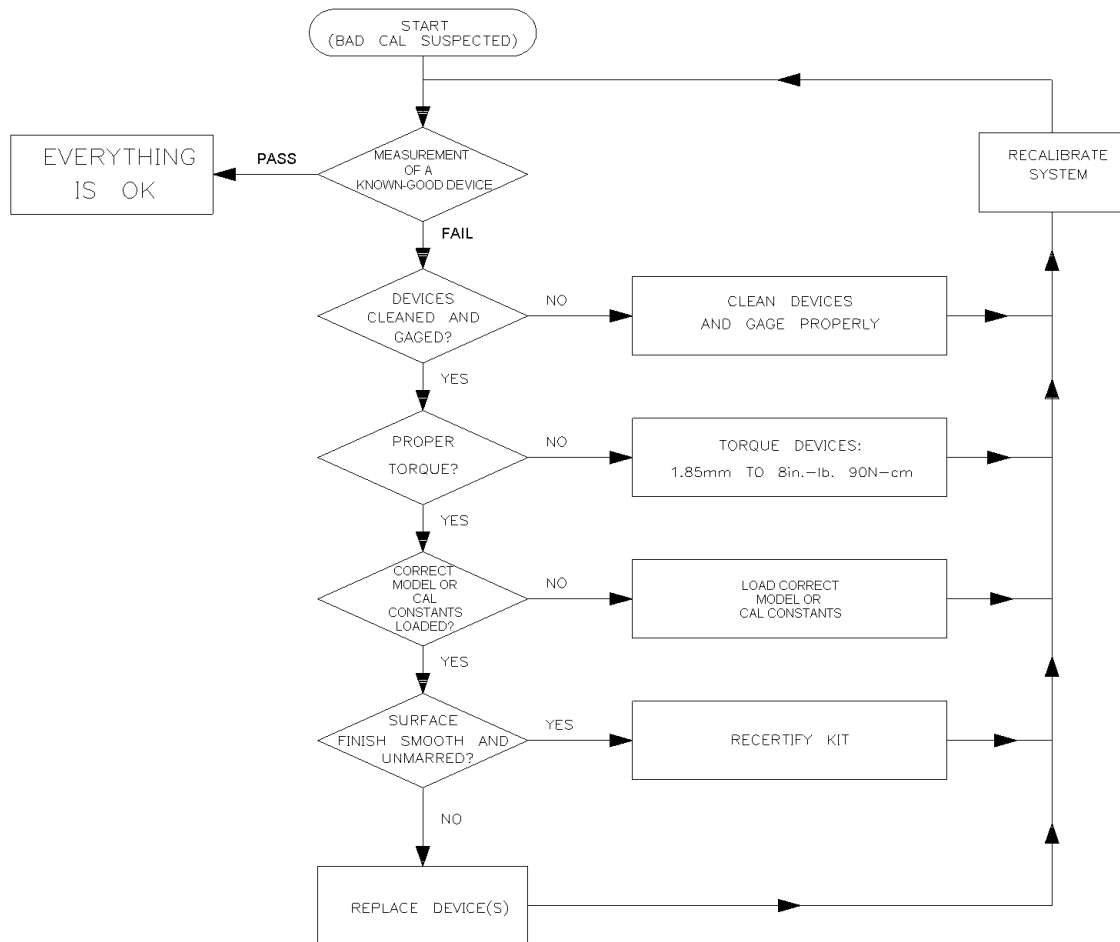 START
(BAD CAL SUSPECTED)
EVERYTHING
IS OK
PASS
MEASUREMENT
OF A
KNOWN-GOOD DEVICE
RECALIBRATE
SYSTEM
FAIL
DEVICES
CLEANED AND
GAGED?
NO
CLEAN DEVICES
AND GAGE PROPERLY
YES
PROPER
TORQUE?
NO
TORQUE DEVICES:
1.85mm TO 8in.-lb. 90N-cm
YES
CORRECT
MODEL OR
CAL
CONSTANTS
LOADED?
NO
LOAD CORRECT
MODEL OR
CAL CONSTANTS
YES
SURFACE
FINISH SMOOTH AND
UNMARRED?
YES
RECERTIFY KIT
NO
REPLACE DEVICE(S)